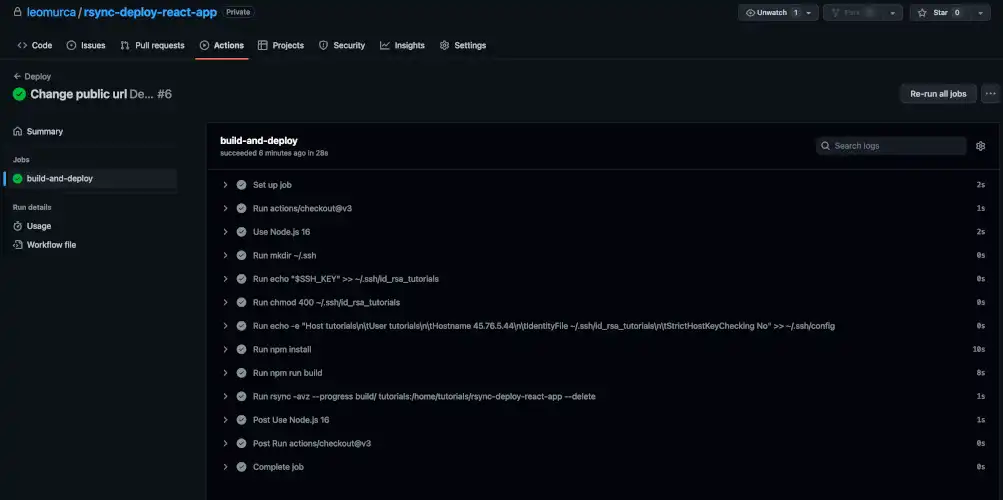 leomurca / rsync-deploy-react-app Private
Unwatch 1
Star 0
Code Issues Pull requests Actions Projects Security Insights Settings
Deploy
Change public url De... #6
Re-run all jobs
Summary
Jobs
build-and-deploy
Run details
Usage
Workflow file
build-and-deploy
succeeded 6 minutes ago in 28s
Search logs
Set up job 2s
Run actions/checkout@v3 1s
Use Node.js 16 2s
Run mkdir ~/.ssh 0s
Run echo "$SSH_KEY" >> ~/.ssh/id_rsa_tutorials 0s
Run chmod 400 ~/.ssh/id_rsa_tutorials 0s
Run echo -e "Host tutorials\n\tUser tutorials\n\tHostname 45.76.5.44\n\tIdentityFile ~/.ssh/id_rsa_tutorials\n\tStrictHostKeyChecking No" >> ~/.ssh/config 0s
Run npm install 10s
Run npm run build 8s
Run rsync -avz --progress build/ tutorials:/home/tutorials/rsync-deploy-react-app --delete 1s
Post Use Node.js 16 1s
Post Run actions/checkout@v3 0s
Complete job 0s